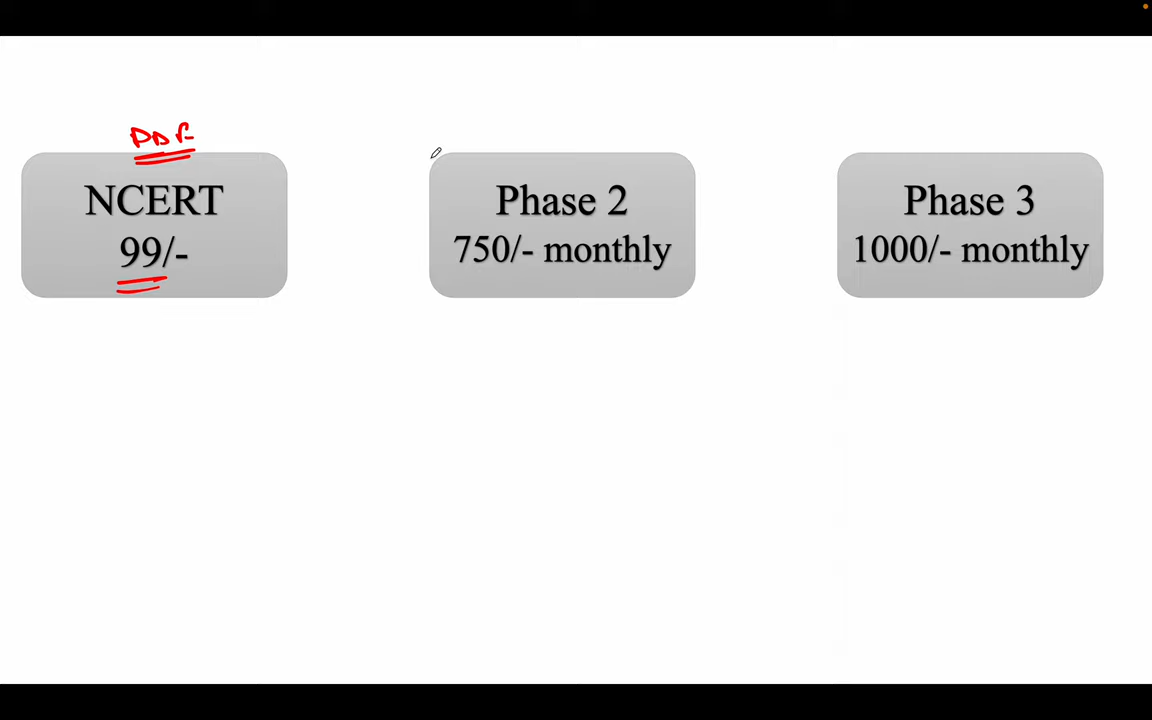 PDF
NCERT
99/-
Phase 2
750/- monthly
Phase 3
1000/- monthly